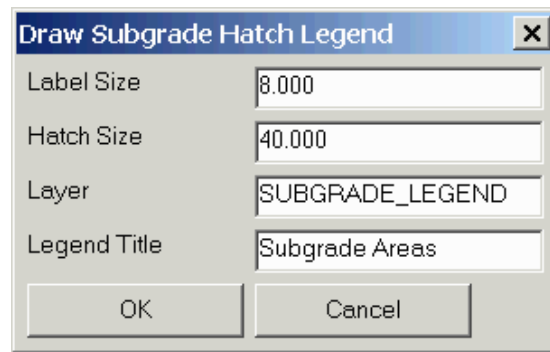 Draw Subgrade Hatch Legend
Label Size 8.000
Hatch Size 40.000
Layer SUBGRADE_LEGEND
Legend Title Subgrade Areas
OK Cancel